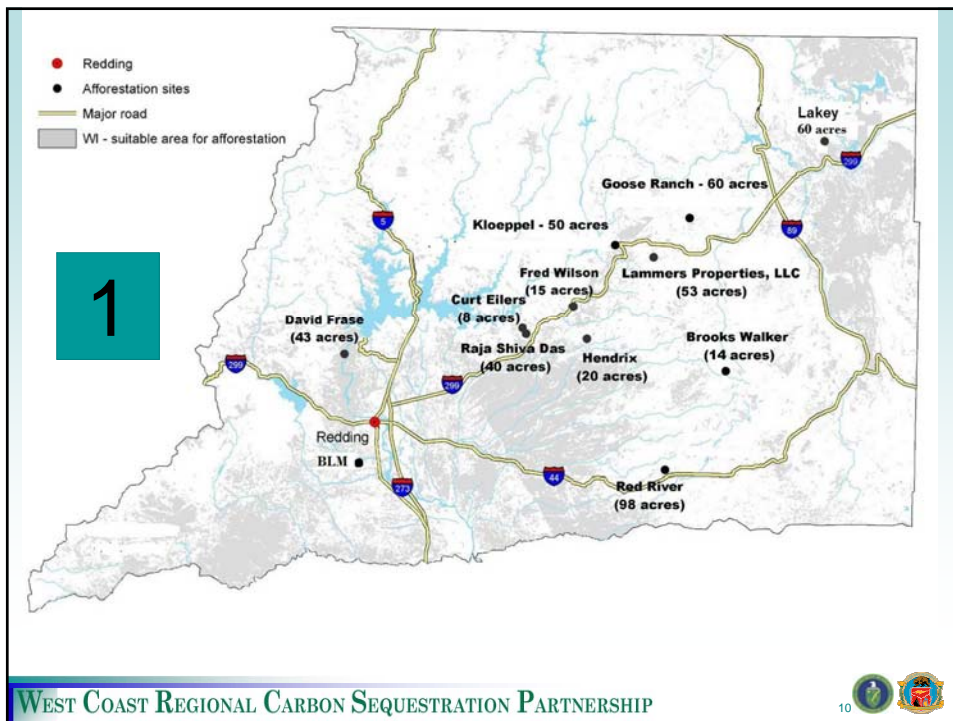 Redding
Afforestation sites
Major road
WI - suitable area for afforestation
Lakey
60 acres
299
Goose Ranch - 60 acres
5
Kloeppel - 50 acres
89
1
Fred Wilson
(15 acres)
Lammers Properties, LLC
(53 acres)
Curt Eilers
(8 acres)
David Frase
(43 acres)
Raja Shiva Das
(40 acres)
Hendrix
(20 acres)
Brooks Walker
(14 acres)
299
299
Redding
BLM
273
44
Red River
(98 acres)
WEST COAST REGIONAL CARBON SEQUESTRATION PARTNERSHIP
10